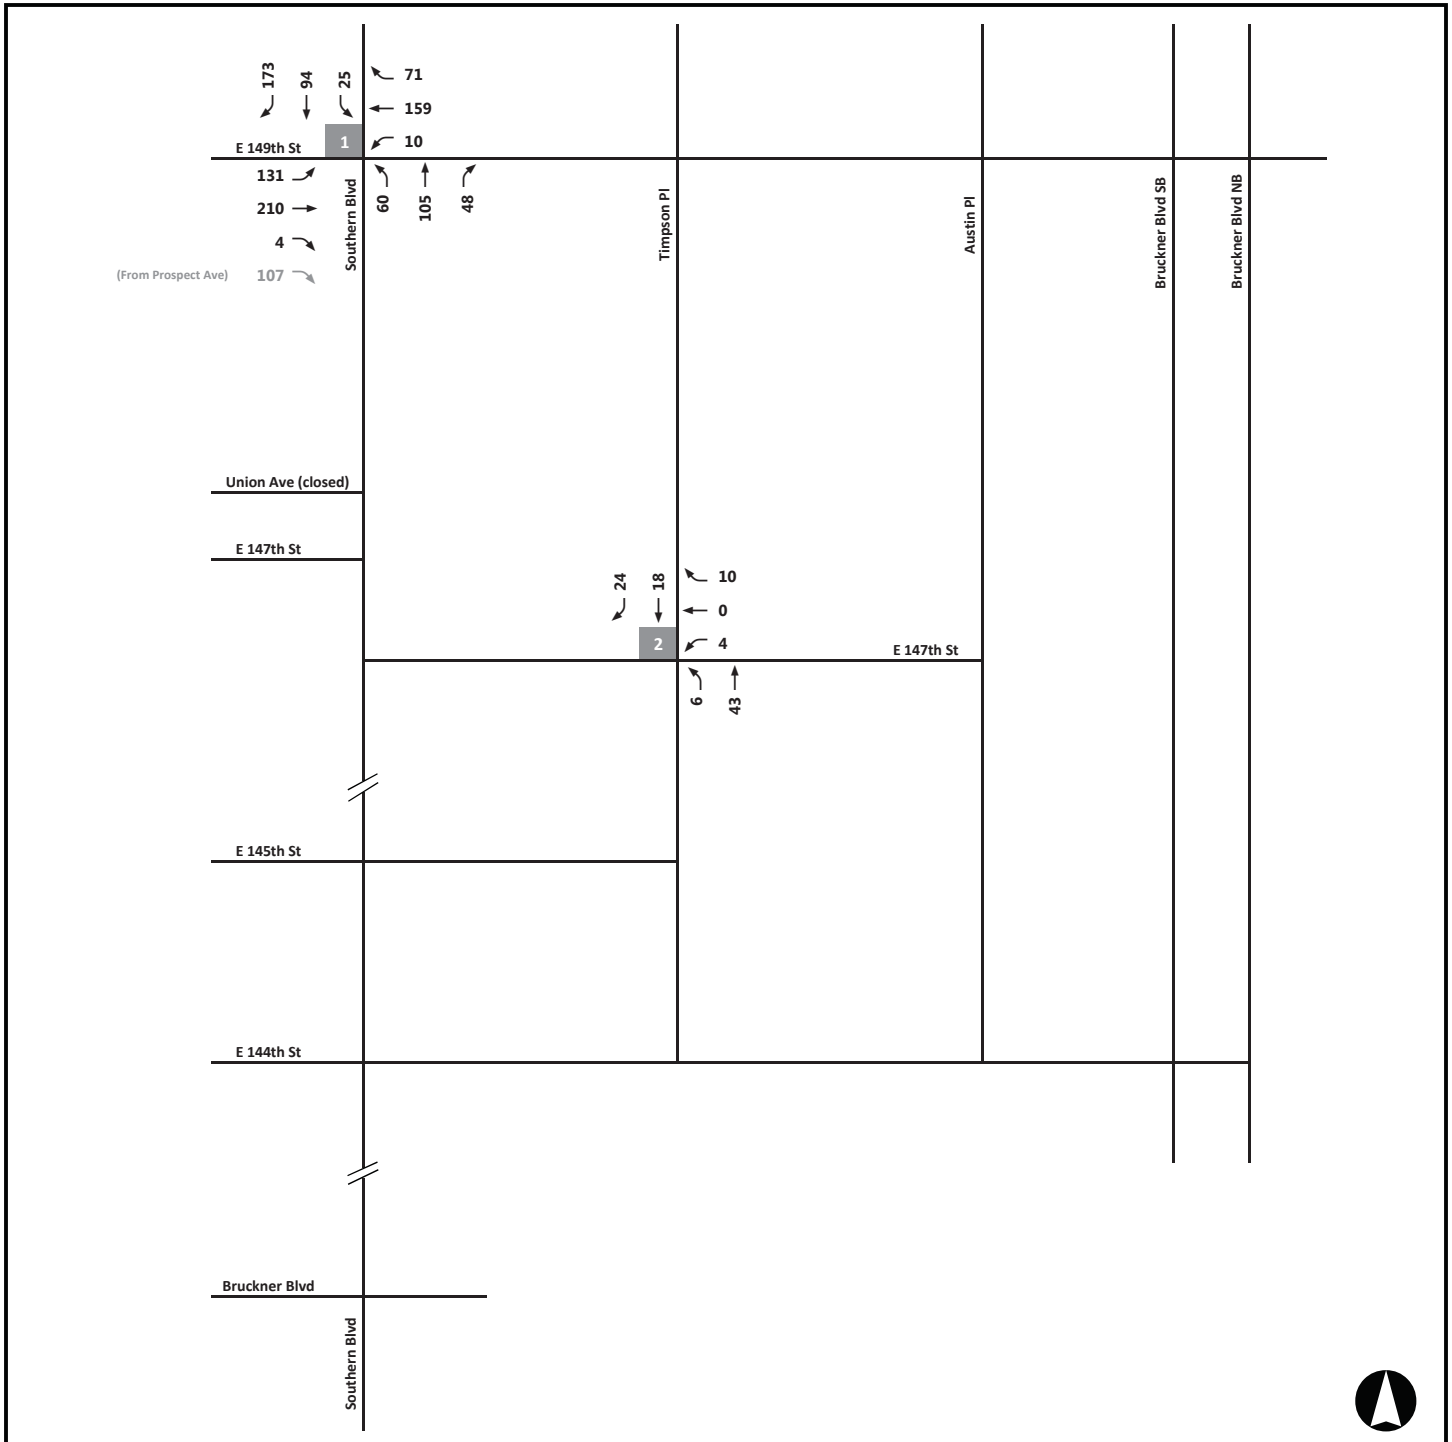 173
94
25
71
159
10
E 149th St
1
131
210
4
(From Prospect Ave) 107
60
105
48
Southern Blvd
Timpson Pl
Austin Pl
Bruckner Blvd SB
Bruckner Blvd NB
Union Ave (closed)
E 147th St
24
18
10
0
4
2
E 147th St
6
43
E 145th St
E 144th St
Bruckner Blvd
Southern Blvd